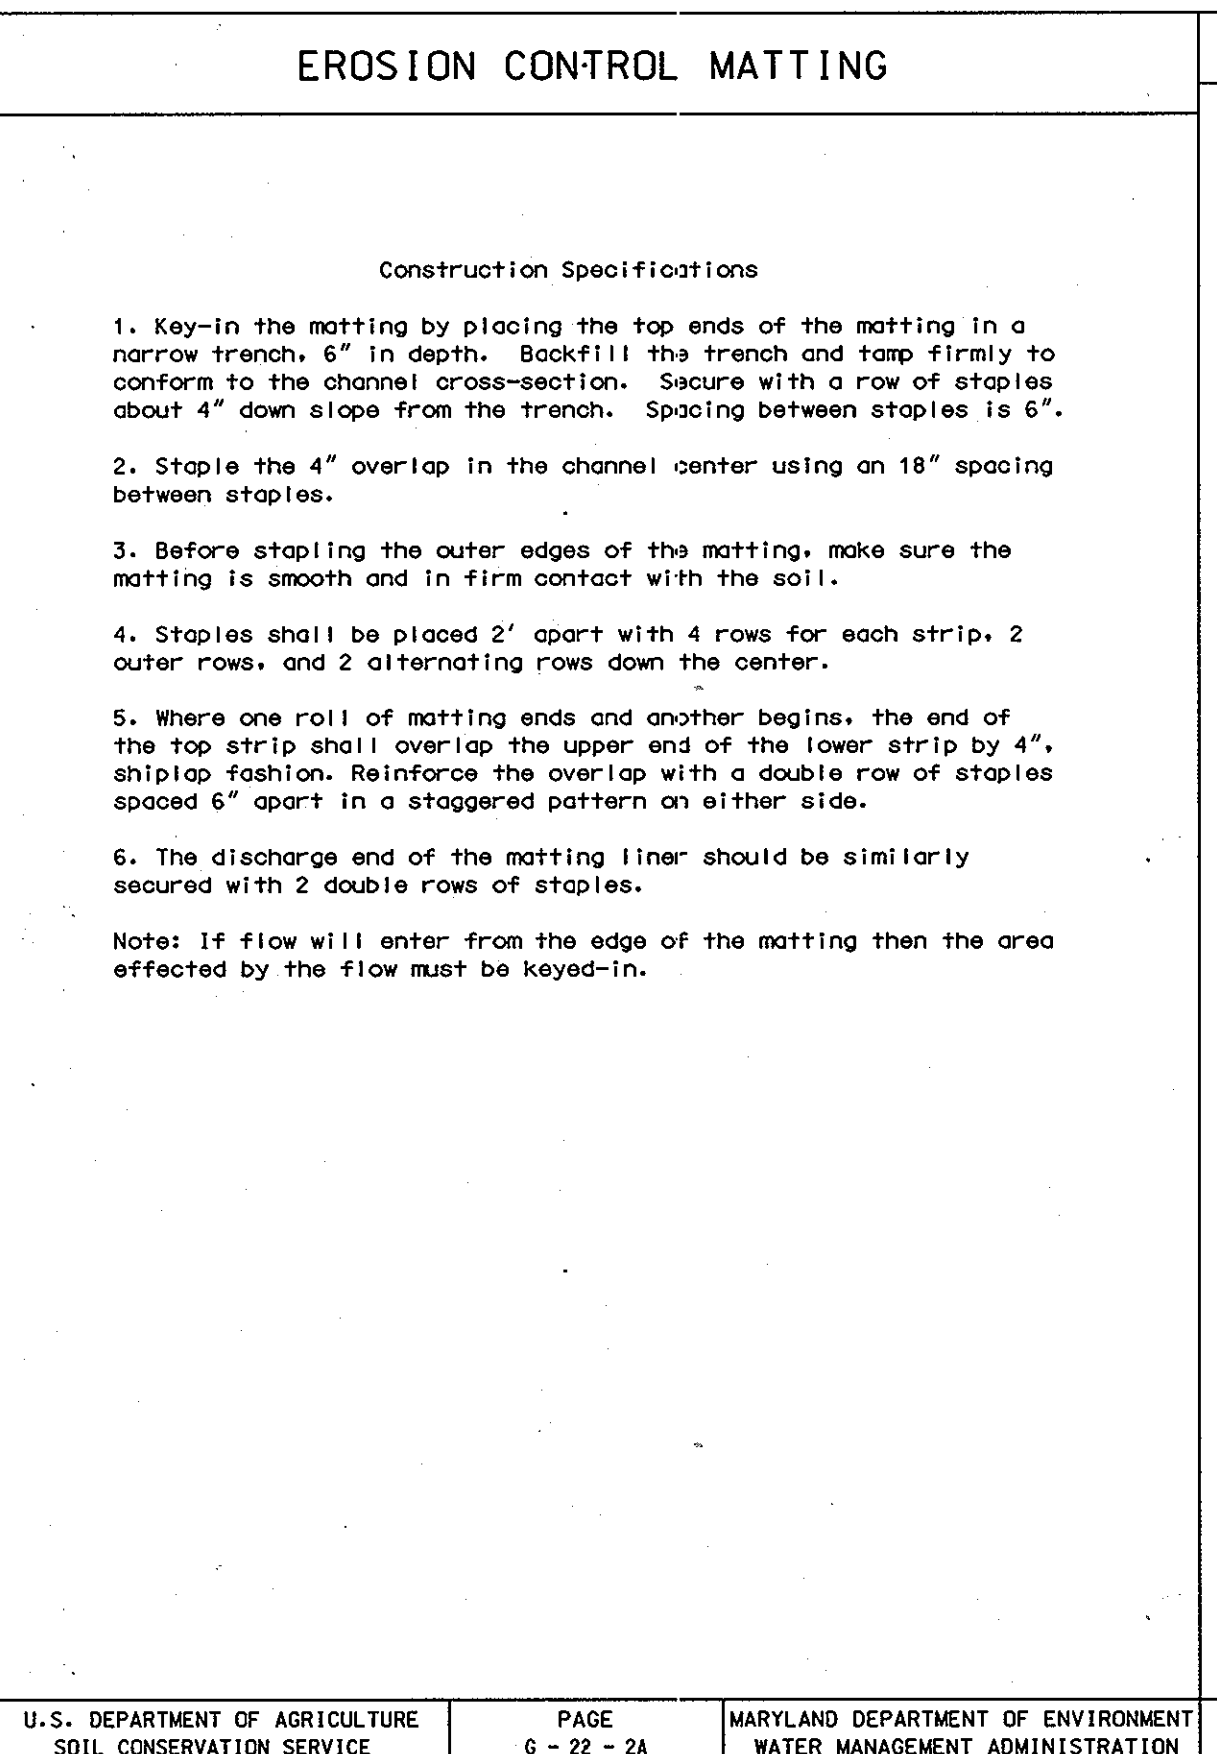 EROSION CONTROL MATTING
Construction Specifications
1. Key-in the matting by placing the top ends of the matting in a
narrow trench, 6" in depth. Backfill the trench and tamp firmly to
conform to the channel cross-section. Secure with a row of staples
about 4" down slope from the trench. Spacing between staples is 6".
2. Staple the 4" overlap in the channel center using an 18" spacing
between staples.
3. Before stapling the outer edges of the matting, make sure the
matting is smooth and in firm contact with the soil.
4. Staples shall be placed 2' apart with 4 rows for each strip, 2
outer rows, and 2 alternating rows down the center.
5. Where one roll of matting ends and another begins, the end of
the top strip shall overlap the upper end of the lower strip by 4",
shiplap fashion. Reinforce the overlap with a double row of staples
spaced 6" apart in a staggered pattern on either side.
6. The discharge end of the matting liner should be similarly
secured with 2 double rows of staples.
Note: If flow will enter from the edge of the matting then the area
effected by the flow must be keyed-in.
U.S. DEPARTMENT OF AGRICULTURE
SOIL CONSERVATION SERVICE
PAGE
G - 22 - 2A
MARYLAND DEPARTMENT OF ENVIRONMENT
WATER MANAGEMENT ADMINISTRATION